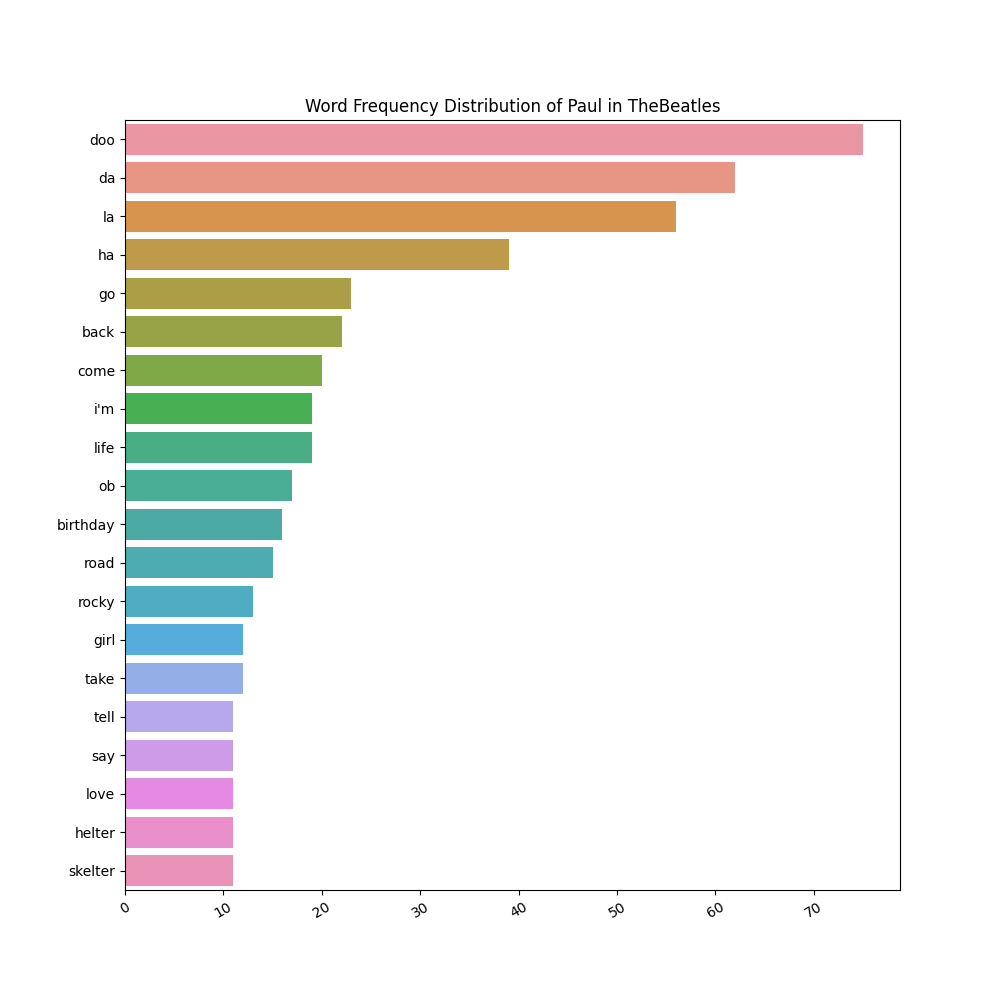 Word Frequency Distribution of Paul in TheBeatles
doo
da
la
ha
go
back
come
i'm
life
ob
birthday
road
rocky
girl
take
tell
say
love
helter
skelter
0 10 20 30 40 50 60 70